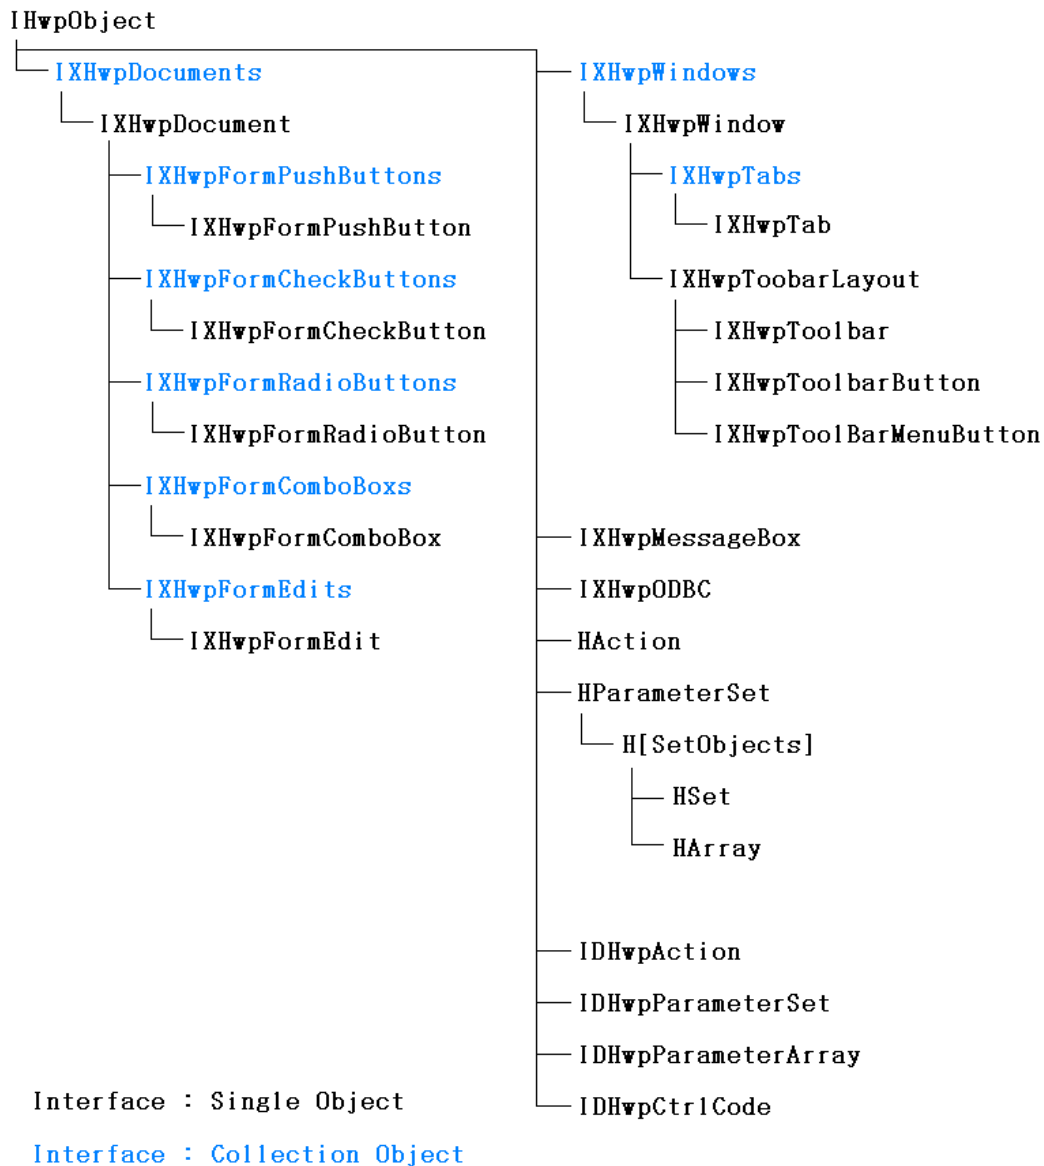 IHwpObject
IXHwpDocuments
IXHwpDocument
IXHwpFormPushButtons
IXHwpFormPushButton
IXHwpFormCheckButtons
IXHwpFormCheckButton
IXHwpFormRadioButtons
IXHwpFormRadioButton
IXHwpFormComboBoxs
IXHwpFormComboBox
IXHwpFormEdits
IXHwpFormEdit
IXHwpWindows
IXHwpWindow
IXHwpTabs
IXHwpTab
IXHwpToobarLayout
IXHwpToolbar
IXHwpToolbarButton
IXHwpToolBarMenuButton
IXHwpMessageBox
IXHwpODBC
HAction
HParameterSet
H[SetObjects]
HSet
HArray
IDHwpAction
IDHwpParameterSet
IDHwpParameterArray
IDHwpCtrlCode
Interface : Single Object
Interface : Collection Object